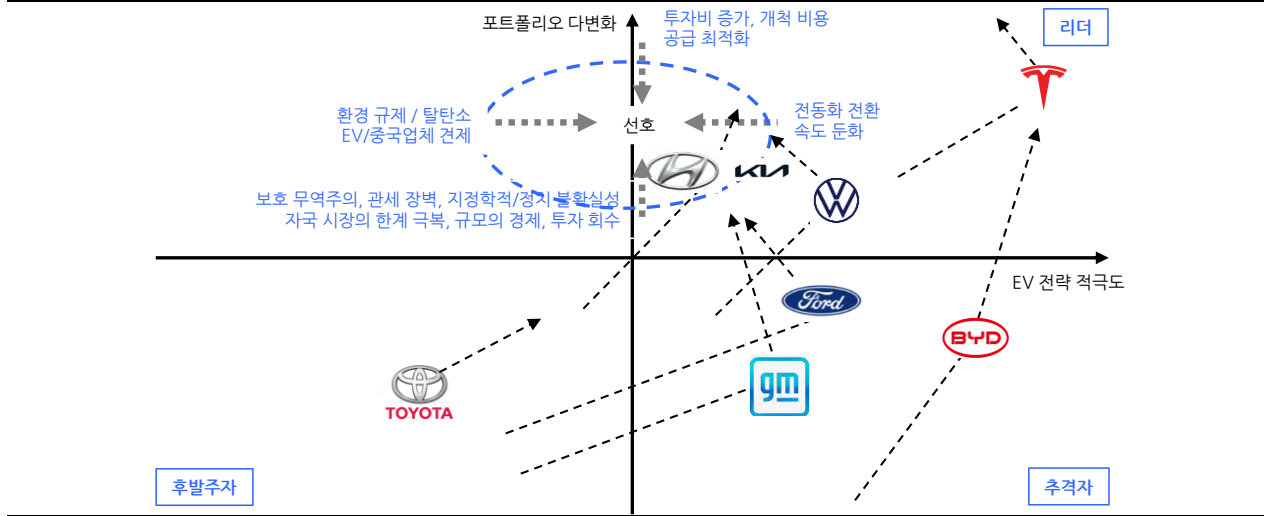 포트폴리오 다변화
투자비 증가, 개척 비용
공급 최적화
리더
환경 규제 / 탈탄소
EV/중국업체 견제
선호
전동화 전환
속도 둔화
KIA
보호 무역주의, 관세 장벽, 지정학적/정치 불확실성
자국 시장의 한계 극복, 규모의 경제, 투자 회수
EV 전략 적극도
Ford
BYD
gm
TOYOTA
후발주자
추격자